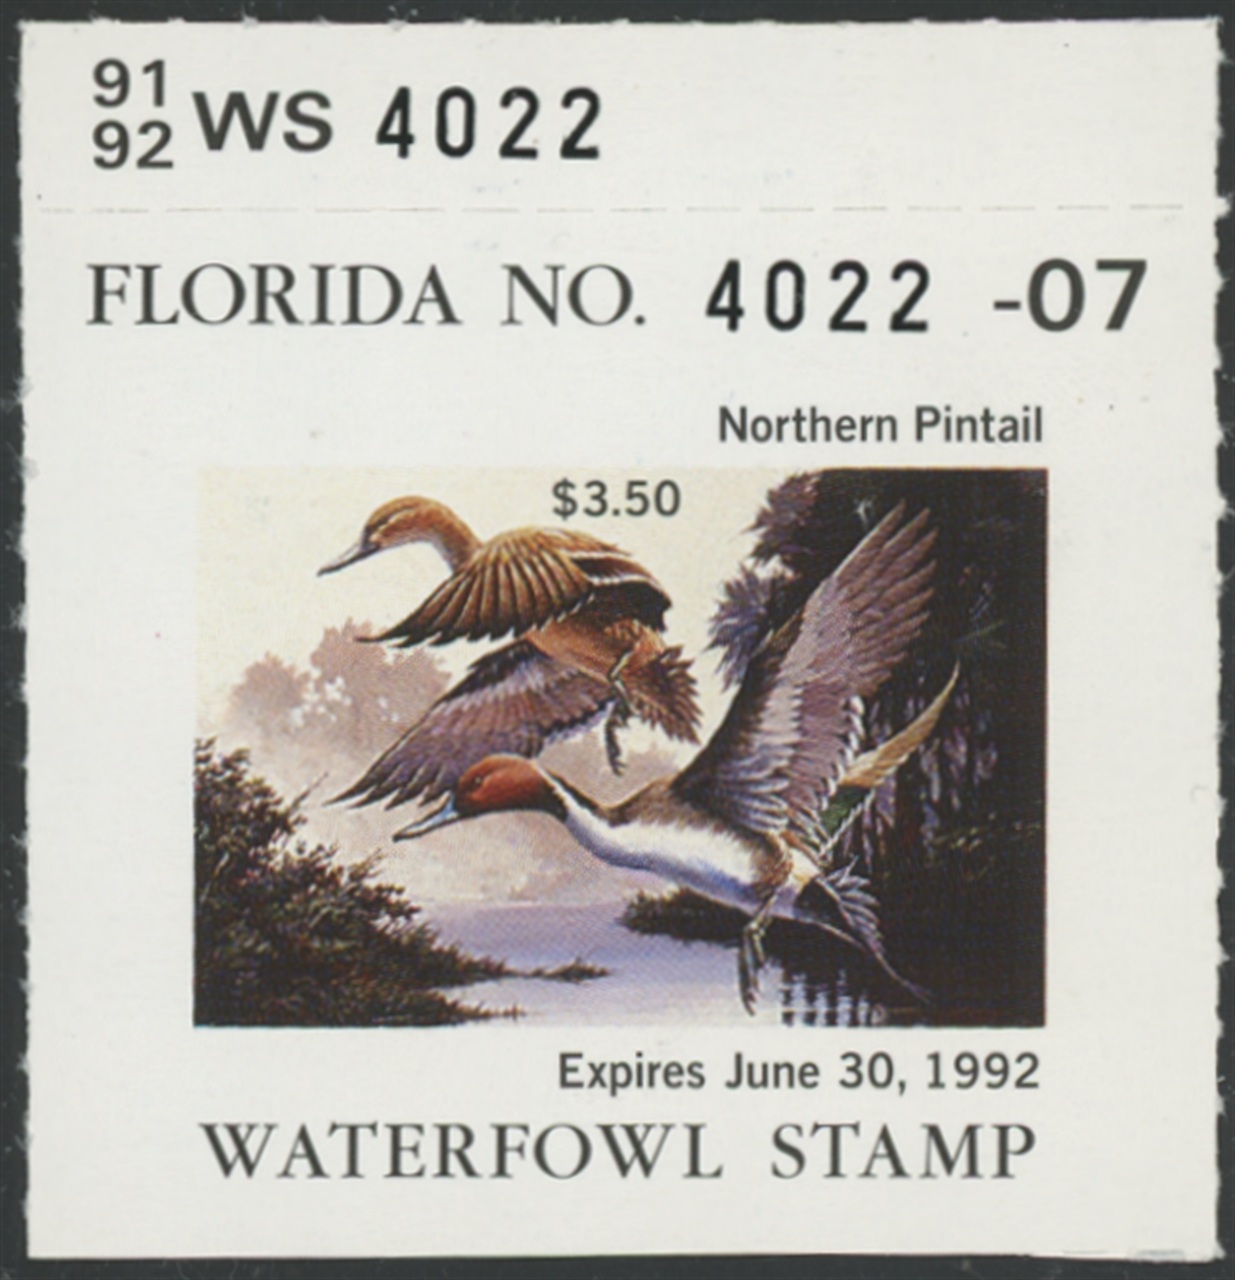 91
92 WS 4022
FLORIDA NO. 4022 -07
Northern Pintail
$3.50
Expires June 30, 1992
WATERFOWL STAMP